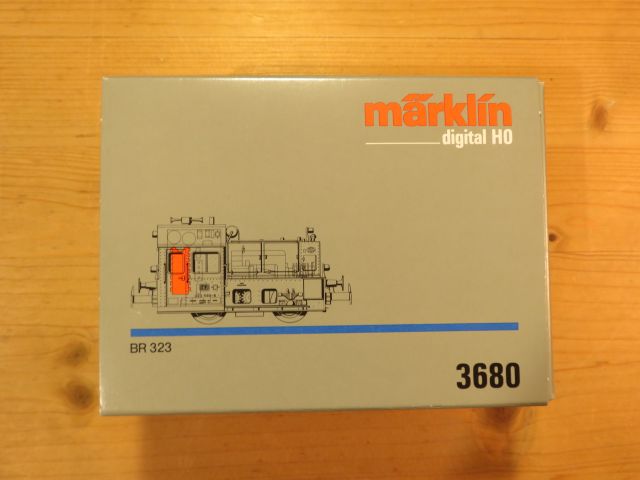 märklin
digital H0
BR 323
3680